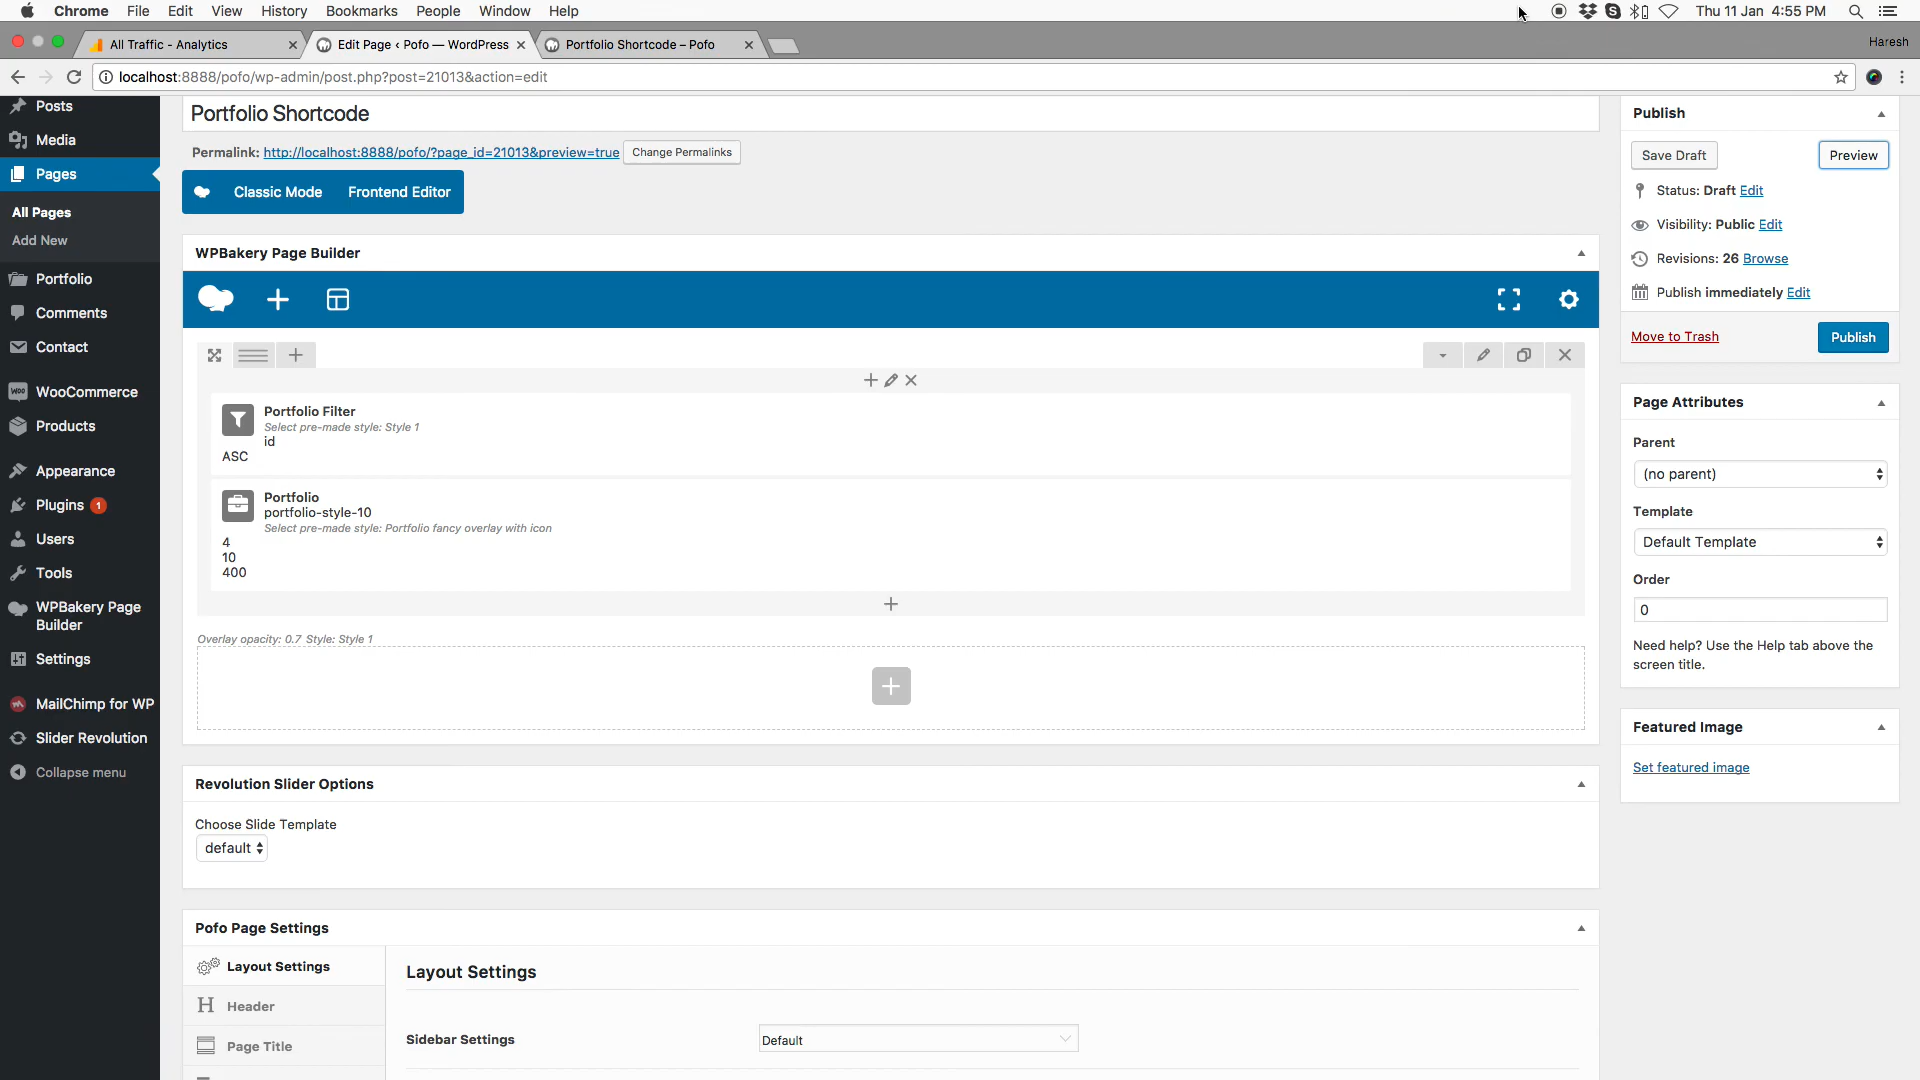 Chrome File Edit View History Bookmarks People Window Help Thu 11 Jan 4:55 PM
All Traffic - Analytics Edit Page ‹ Pofo — WordPress Portfolio Shortcode – Pofo Haresh
localhost:8888/pofo/wp-admin/post.php?post=21013&action=edit
Posts
Media
Pages
All Pages
Add New
Portfolio
Comments
Contact
WooCommerce
Products
Appearance
Plugins 1
Users
Tools
WPBakery Page
Builder
Settings
MailChimp for WP
Slider Revolution
Collapse menu
Portfolio Shortcode
Permalink: http://localhost:8888/pofo/?page_id=21013&preview=true Change Permalinks
Classic Mode Frontend Editor
WPBakery Page Builder
Portfolio Filter
Select pre-made style: Style 1
id
ASC
Portfolio
portfolio-style-10
Select pre-made style: Portfolio fancy overlay with icon
4
10
400
Overlay opacity: 0.7 Style: Style 1
Revolution Slider Options
Choose Slide Template
default
Pofo Page Settings
Layout Settings
Header
Page Title
Layout Settings
Sidebar Settings Default
Publish
Save Draft Preview
Status: Draft Edit
Visibility: Public Edit
Revisions: 26 Browse
Publish immediately Edit
Move to Trash Publish
Page Attributes
Parent
(no parent)
Template
Default Template
Order
0
Need help? Use the Help tab above the
screen title.
Featured Image
Set featured image